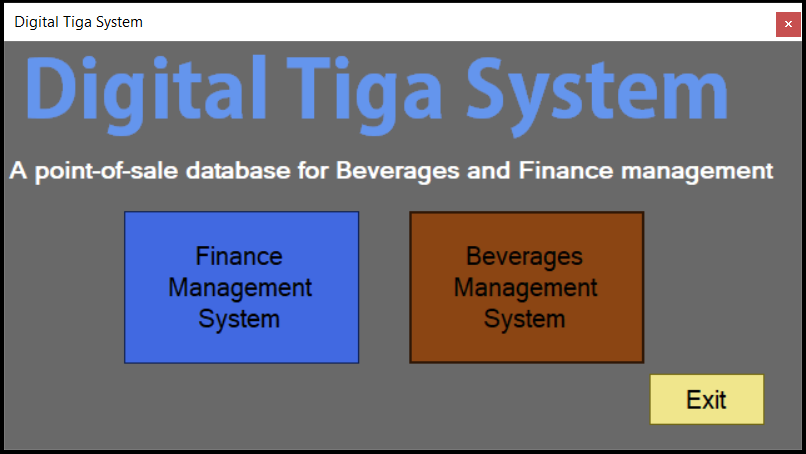 Digital Tiga System
Digital Tiga System
A point-of-sale database for Beverages and Finance management
Finance
Management
System
Beverages
Management
System
Exit